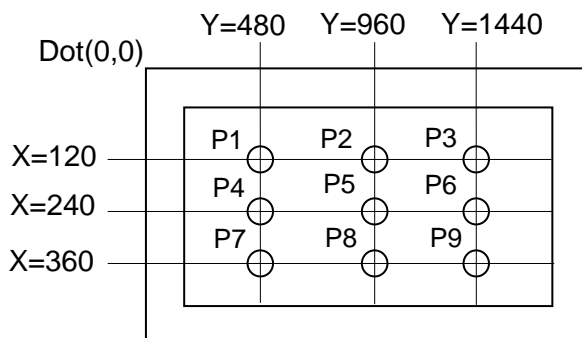 Y=480 Y=960 Y=1440
Dot(0,0)
P1 P2 P3
X=120
P4 P5 P6
X=240
P7 P8 P9
X=360